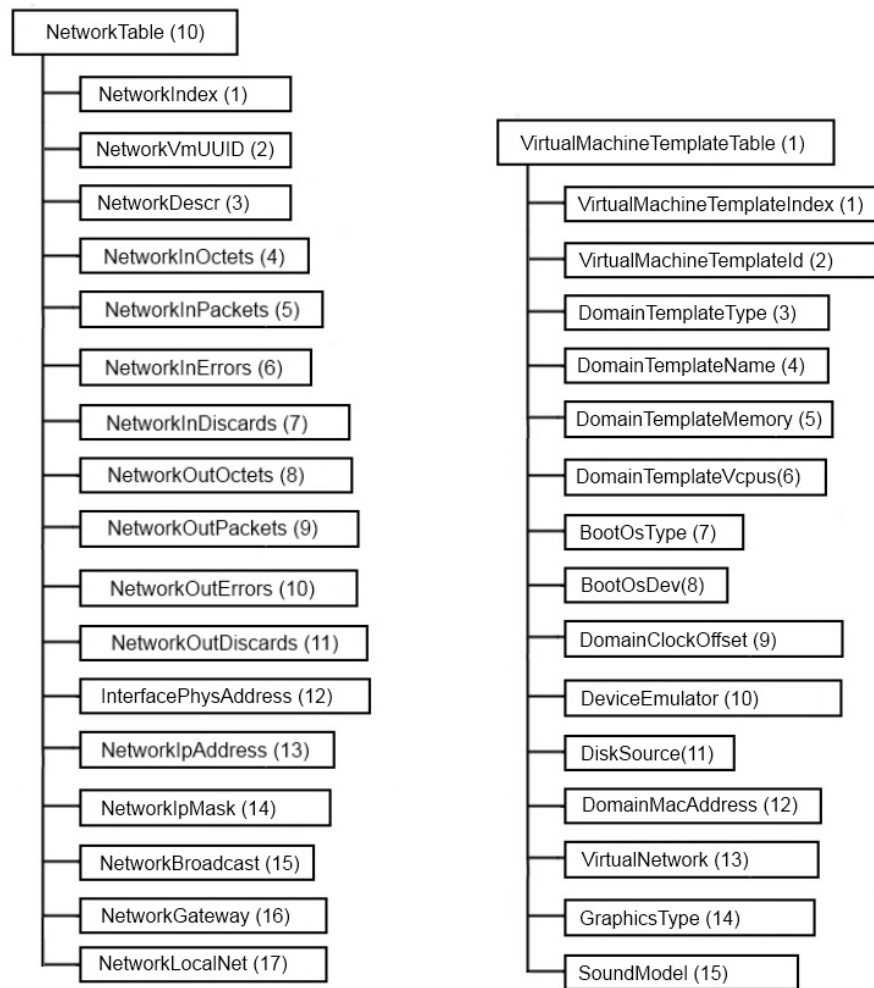 NetworkTable (10)
NetworkIndex (1)
NetworkVmUUID (2)
NetworkDescr (3)
NetworkInOctets (4)
NetworkInPackets (5)
NetworkInErrors (6)
NetworkInDiscards (7)
NetworkOutOctets (8)
NetworkOutPackets (9)
NetworkOutErrors (10)
NetworkOutDiscards (11)
InterfacePhysAddress (12)
NetworkIpAddress (13)
NetworkIpMask (14)
NetworkBroadcast (15)
NetworkGateway (16)
NetworkLocalNet (17)
VirtualMachineTemplateTable (1)
VirtualMachineTemplateIndex (1)
VirtualMachineTemplateId (2)
DomainTemplateType (3)
DomainTemplateName (4)
DomainTemplateMemory (5)
DomainTemplateVcpus(6)
BootOsType (7)
BootOsDev(8)
DomainClockOffset (9)
DeviceEmulator (10)
DiskSource(11)
DomainMacAddress (12)
VirtualNetwork (13)
GraphicsType (14)
SoundModel (15)